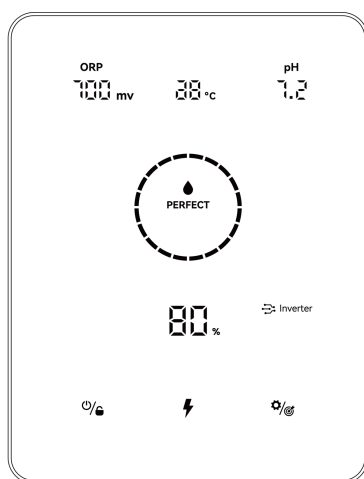 ORP
pH
700 mv
28 °C
7.2
PERFECT
80 %
Inverter